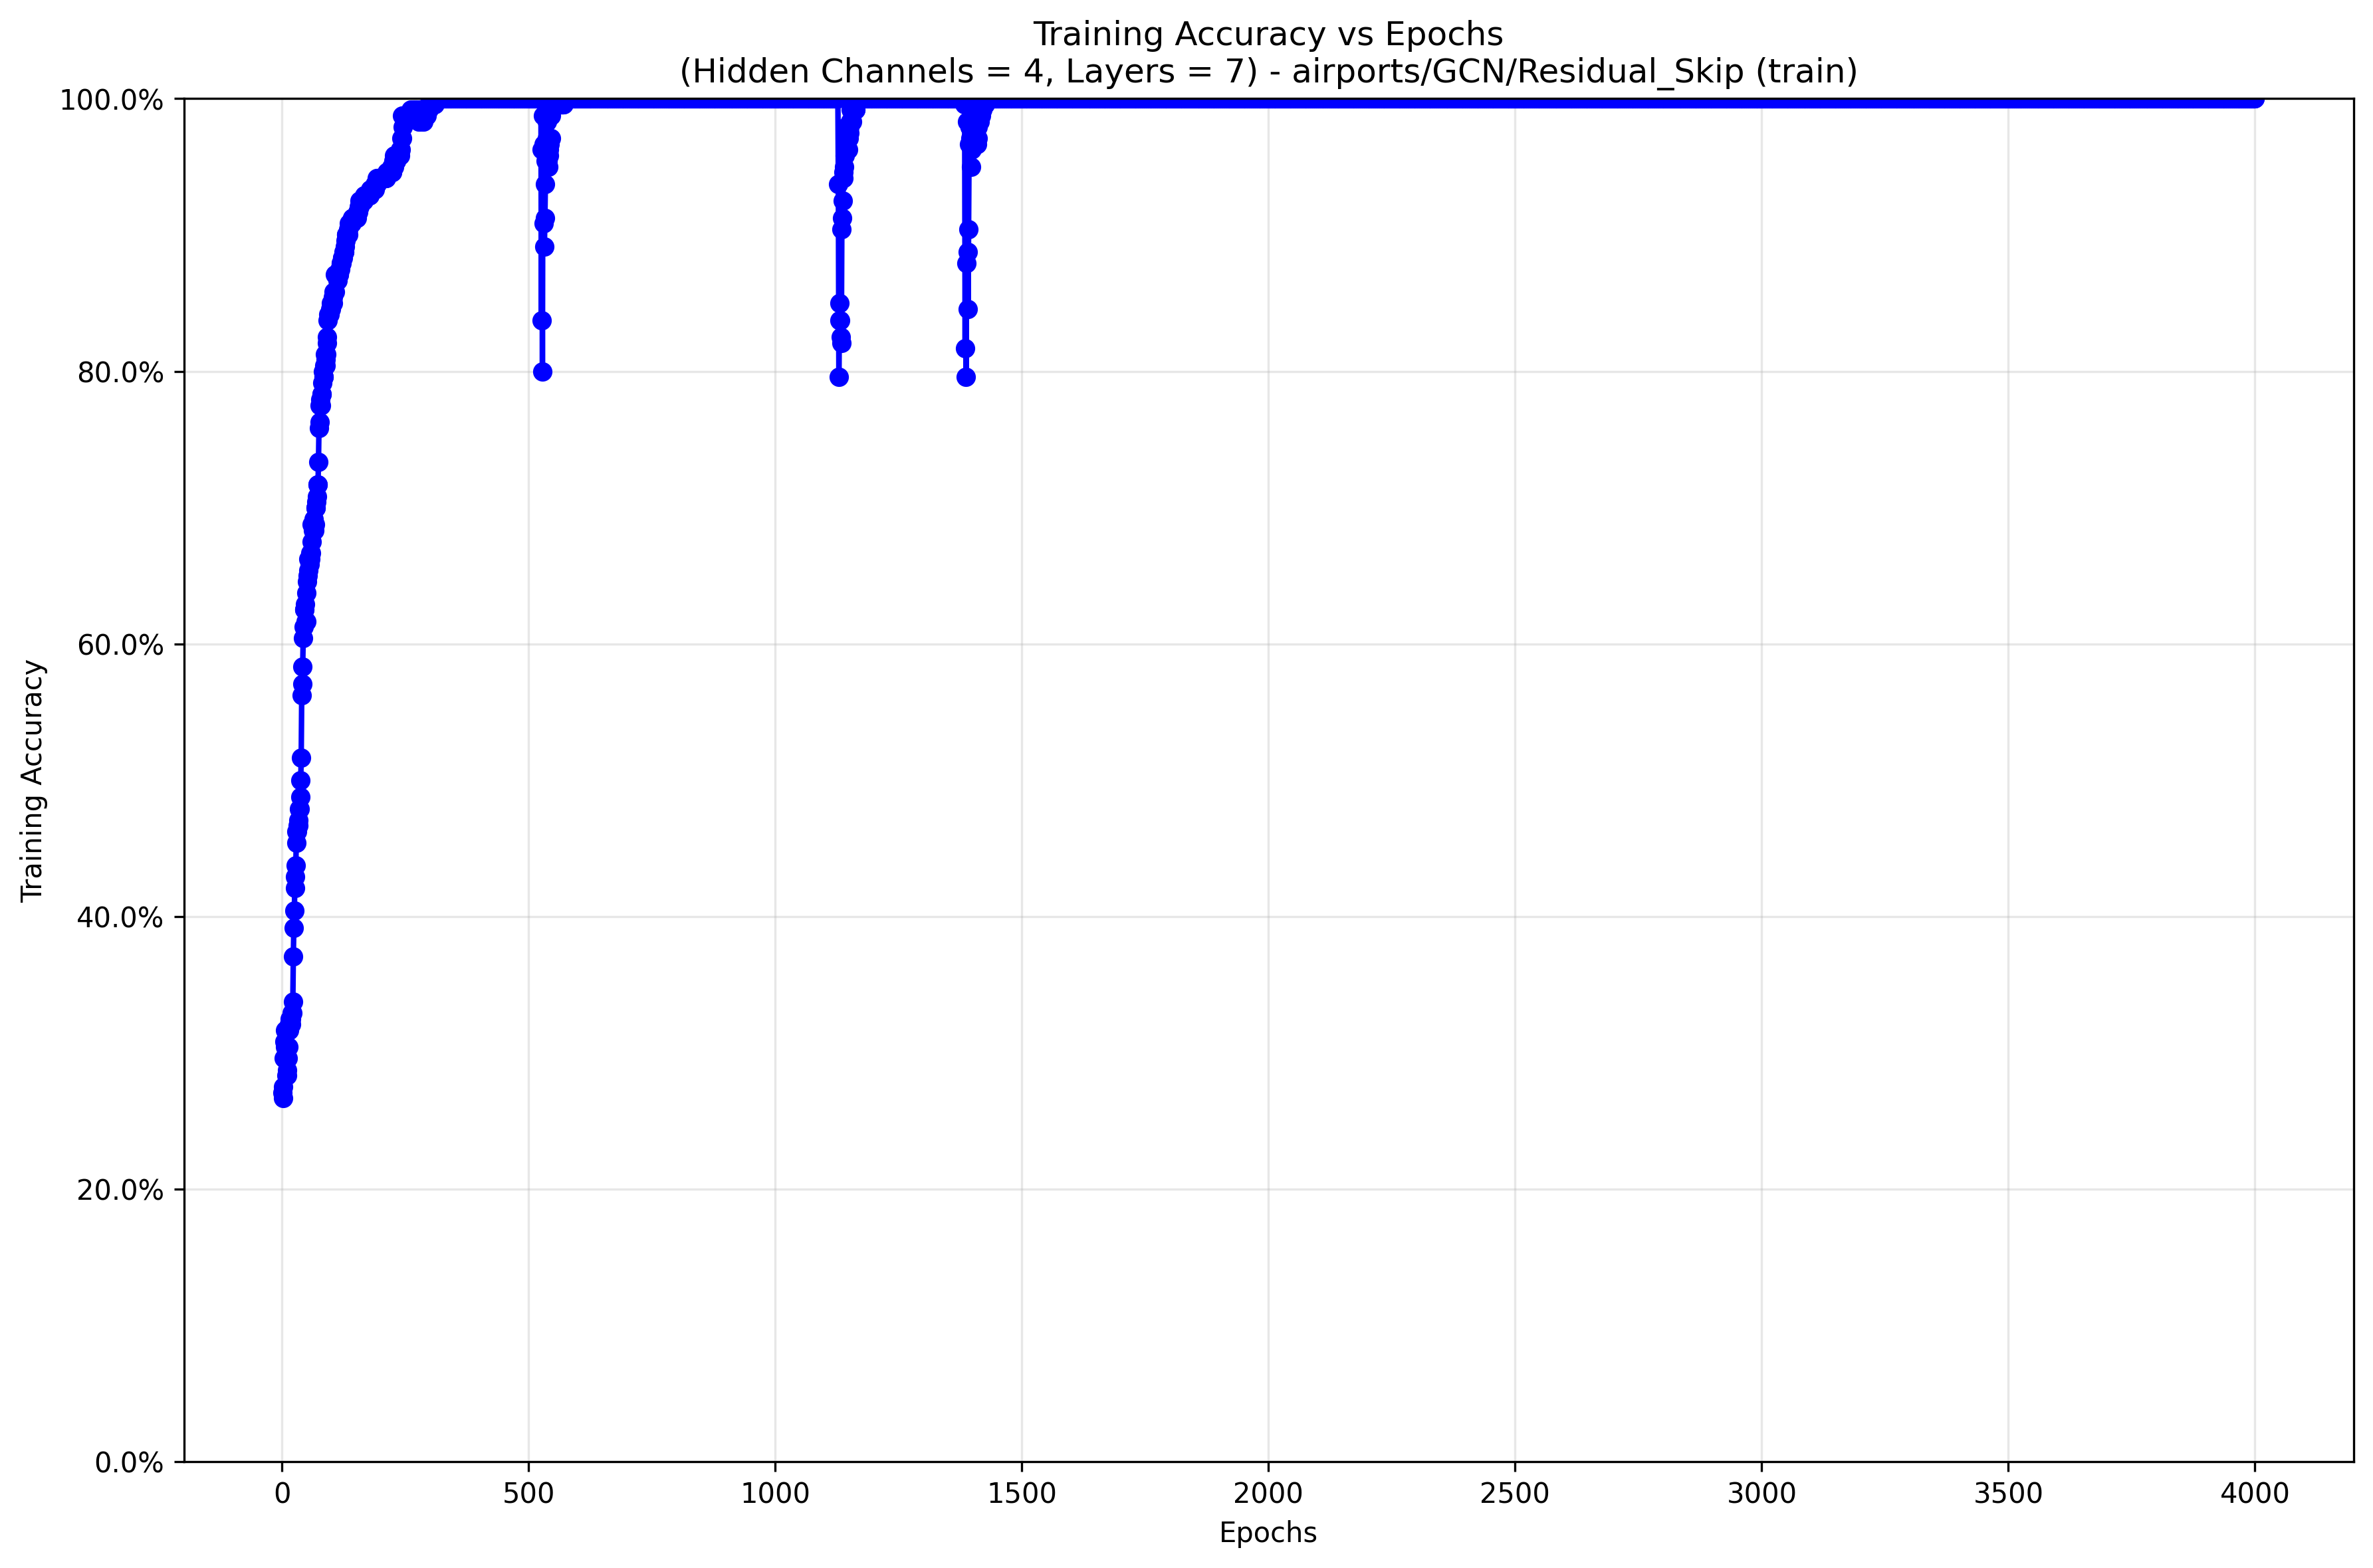 Training Accuracy vs Epochs
(Hidden Channels = 4, Layers = 7) - airports/GCN/Residual_Skip (train)
100.0%
80.0%
60.0%
40.0%
20.0%
0.0%
Training Accuracy
0 500 1000 1500 2000 2500 3000 3500 4000
Epochs